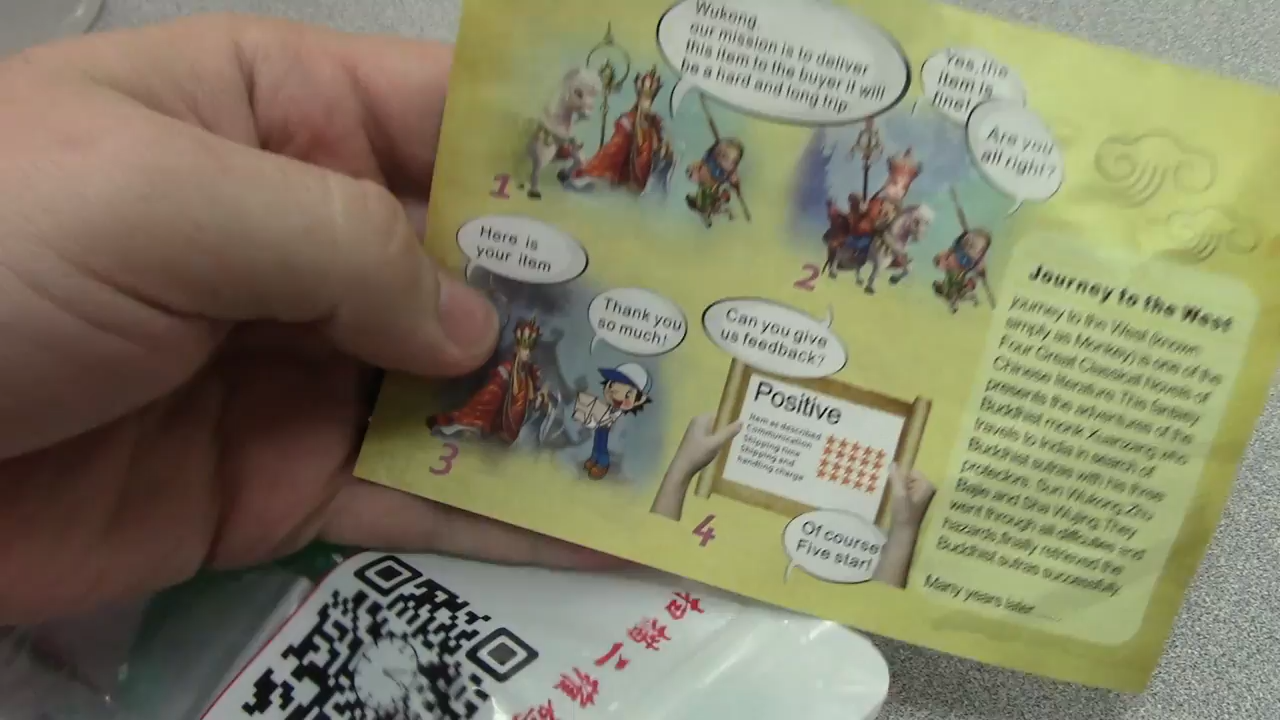 Wukong,
our mission is to deliver
this item to the buyer it will
be a hard and long trip
Yes, the
item is
fine!
Are you
all right?
1
2
Here is
your item
Thank you
so much!
3
Can you give
us feedback?
Positive
Item as described
Communication
Shipping time
Shipping and
handling charge
4
Of course
Five star!
Journey to the West
journey to the West (known
simply as Monkey) is one of the
Four Great Classical Novels of
Chinese literature. This fantasy
presents the adventures of the
Buddhist monk Xuanzang who
travels to India in search of
Buddhist sutras with his three
protectors, Sun Wukong, Zhu
Bajie and Sha Wujing. They
went through all difficulties and
hazards, finally retrieved the
Buddhist sutras successfully.
Many years later......
扫描二维